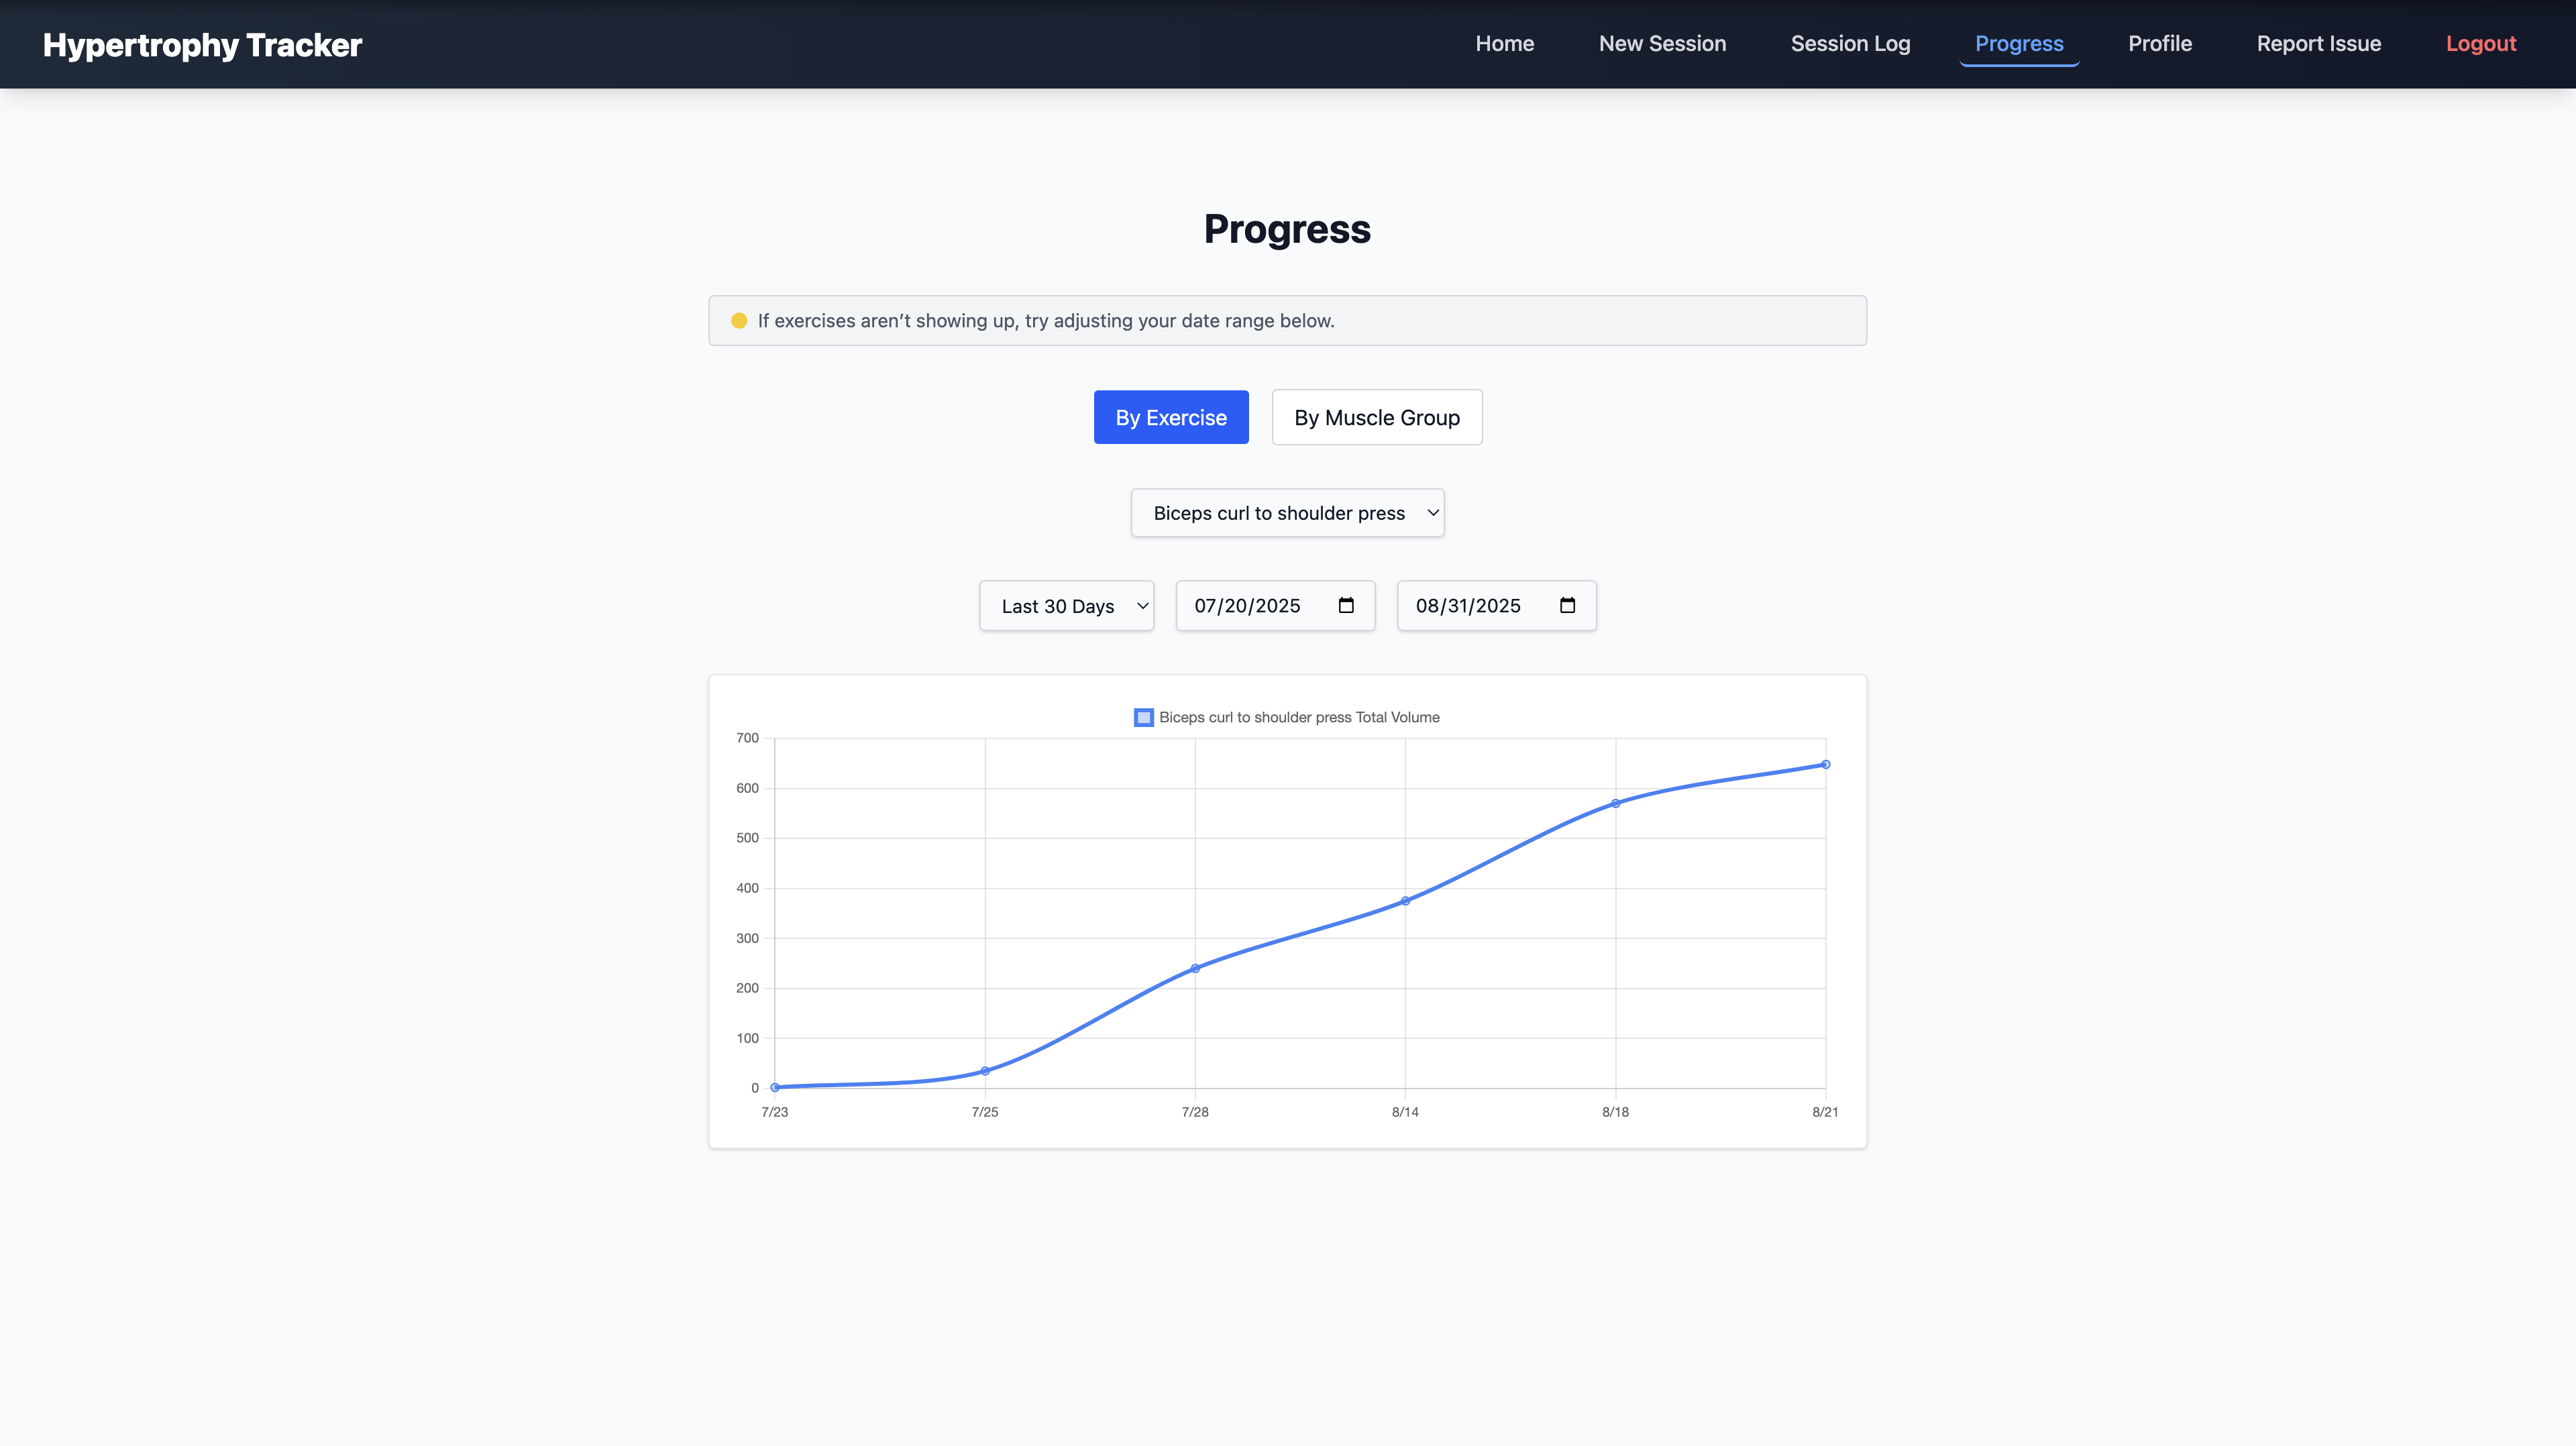 Hypertrophy Tracker
Home New Session Session Log Progress Profile Report Issue Logout
Progress
If exercises aren’t showing up, try adjusting your date range below.
By Exercise By Muscle Group
Biceps curl to shoulder press
Last 30 Days 07/20/2025 08/31/2025
Biceps curl to shoulder press Total Volume
700
600
500
400
300
200
100
0
7/23 7/25 7/28 8/14 8/18 8/21